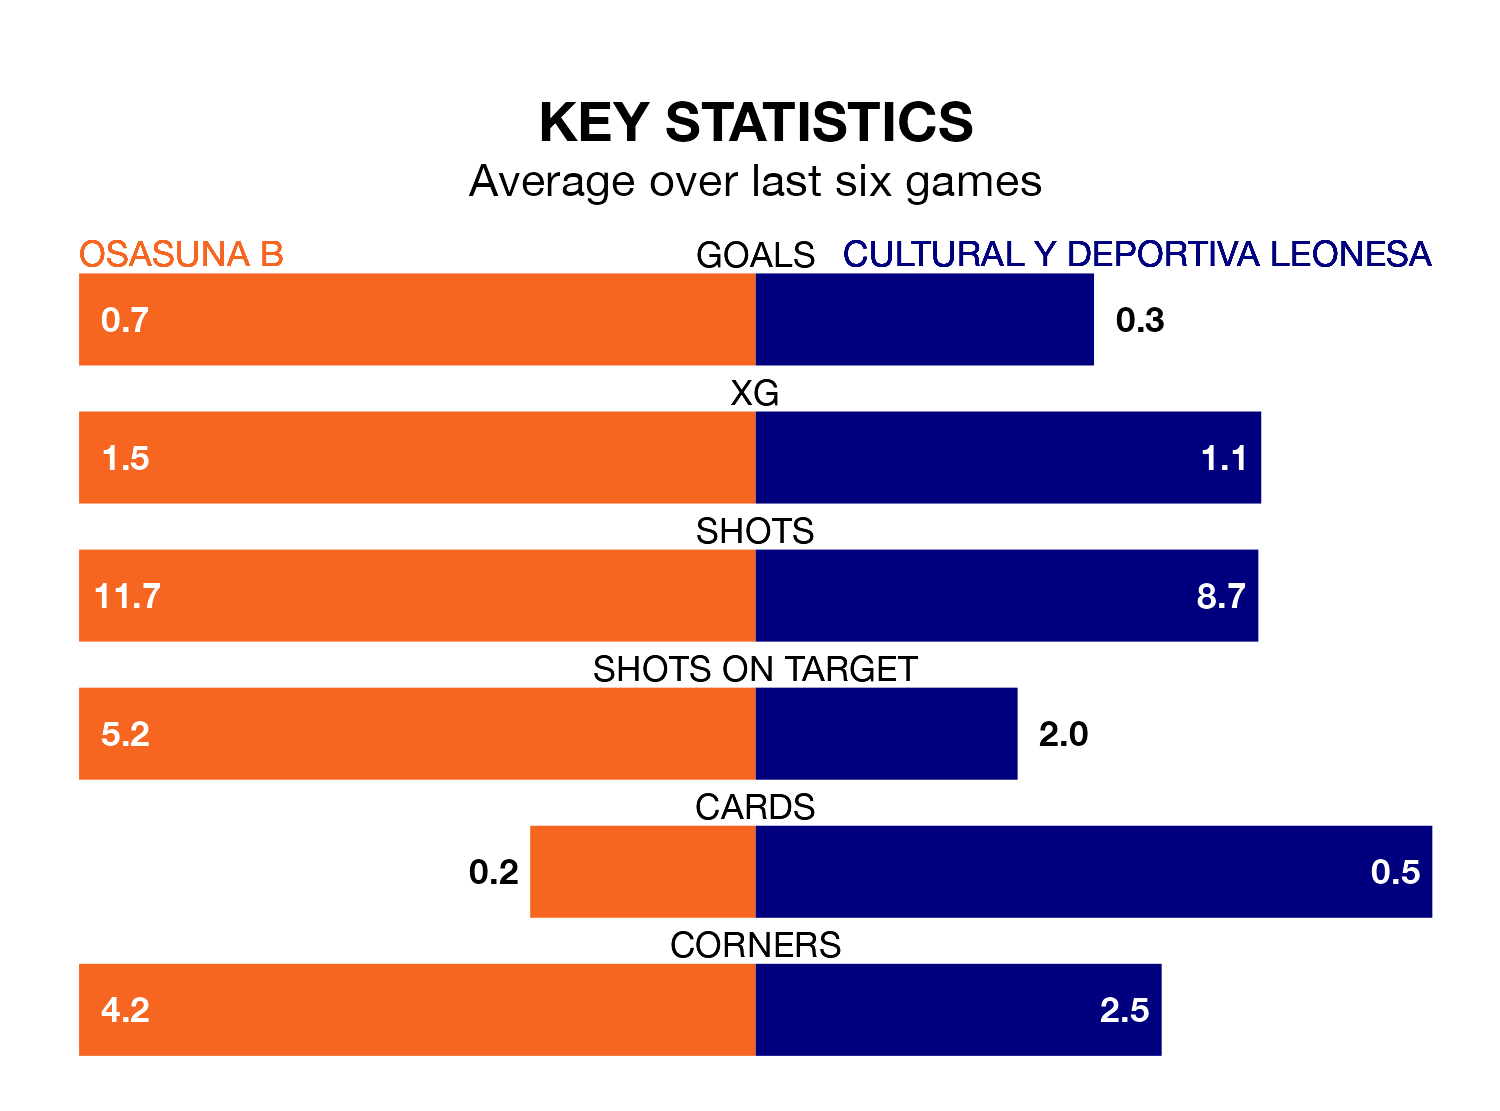 KEY STATISTICS
Average over last six games
OSASUNA B GOALS CULTURAL Y DEPORTIVA LEONESA
0.7 0.3
XG
1.5 1.1
SHOTS
11.7 8.7
SHOTS ON TARGET
5.2 2.0
CARDS
0.2 0.5
CORNERS
4.2 2.5